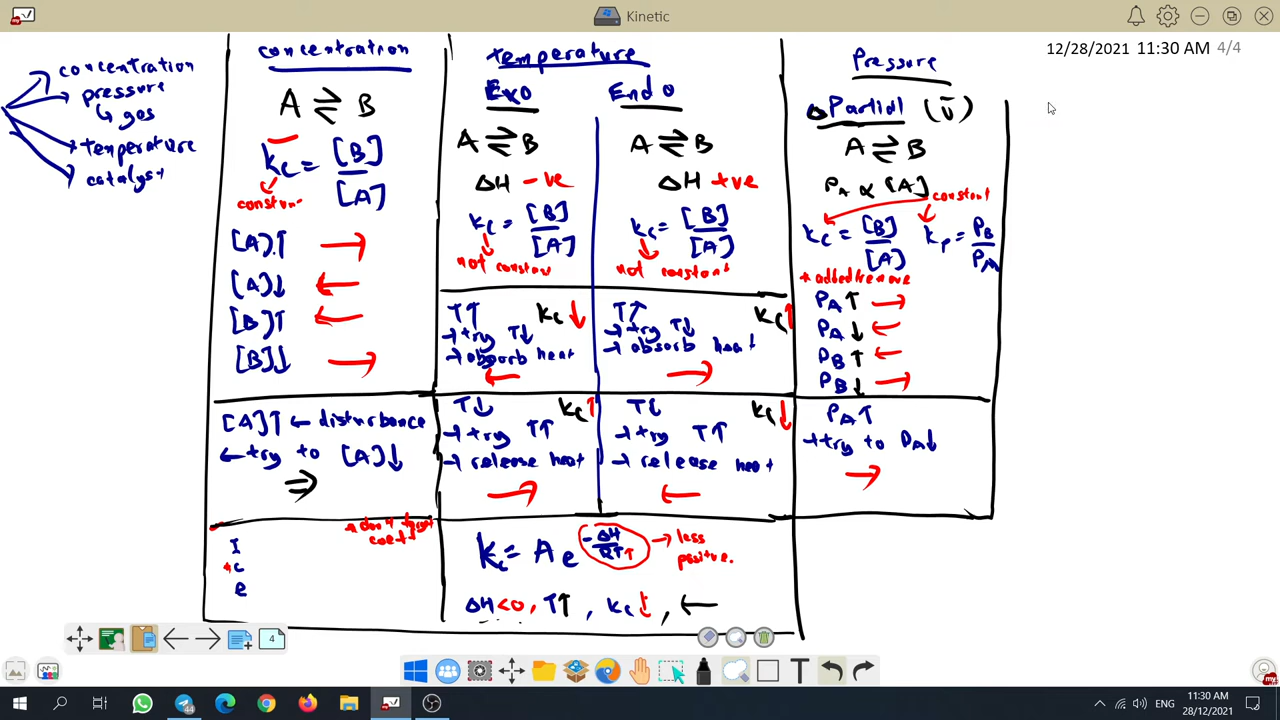 Kinetic
12/28/2021 11:30 AM 4/4
concentration
pressure
↳ gas
temperature
catalyst
concentration
A ⇌ B
kc = [B]/[A]
[A]↑ →
[A]↓ ←
[B]↑ ←
[B]↓ →
[A]↑ ← disturbance
← try to [A]↓
⇒
I
c
e
temperature
Exo
A ⇌ B
ΔH -ve
kc = [B]/[A]
T↑ kc↓
→ try T↓
→ absorb heat
←
T↓ kc↑
→ try T↑
→ release heat
→
Endo
A ⇌ B
ΔH +ve
kc = [B]/[A]
not constant
T↑ kc↑
→ try T↓
→ absorb heat
→
T↓ kc↓
→ try T↑
→ release heat
←
kc = A e -ΔH/RT↑ → less
positive.
ΔH <0, T↑, kc↓, ←
Pressure
Partial
A ⇌ B
PA ∝ [A]
constant
kc = [B]/[A] kp = PB/PA
PA↑ →
PA↓ ←
PB↑ ←
PB↓ →
PA↑
→ try to PA↓
→
4
11:30 AM
ENG
28/12/2021
44